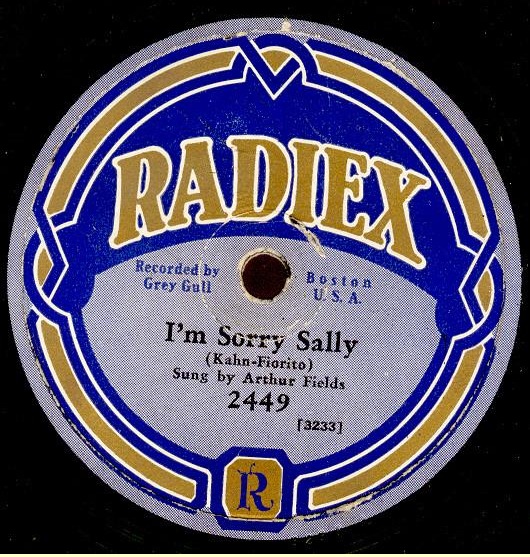 RADIEX
Recorded by
Grey Gull
Boston
U. S. A.
I'm Sorry Sally
(Kahn-Fiorito)
Sung by Arthur Fields
2449
[3233]
R